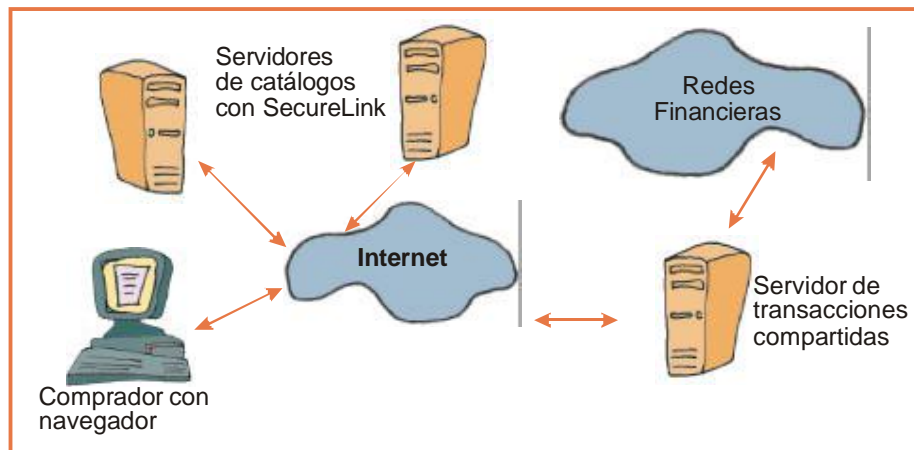 Servidores
de catálogos
con SecureLink
Redes
Financieras
Internet
Servidor de
transacciones
compartidas
Comprador con
navegador